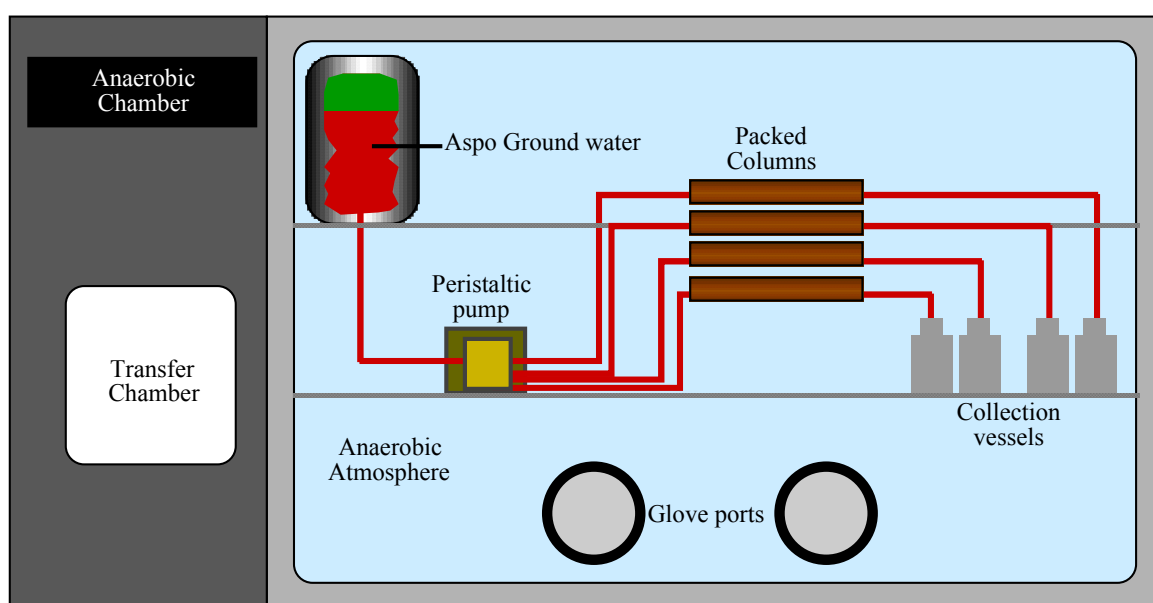 Anaerobic
Chamber
Aspo Ground water
Packed
Columns
Peristaltic
pump
Transfer
Chamber
Collection
vessels
Anaerobic
Atmosphere
Glove ports